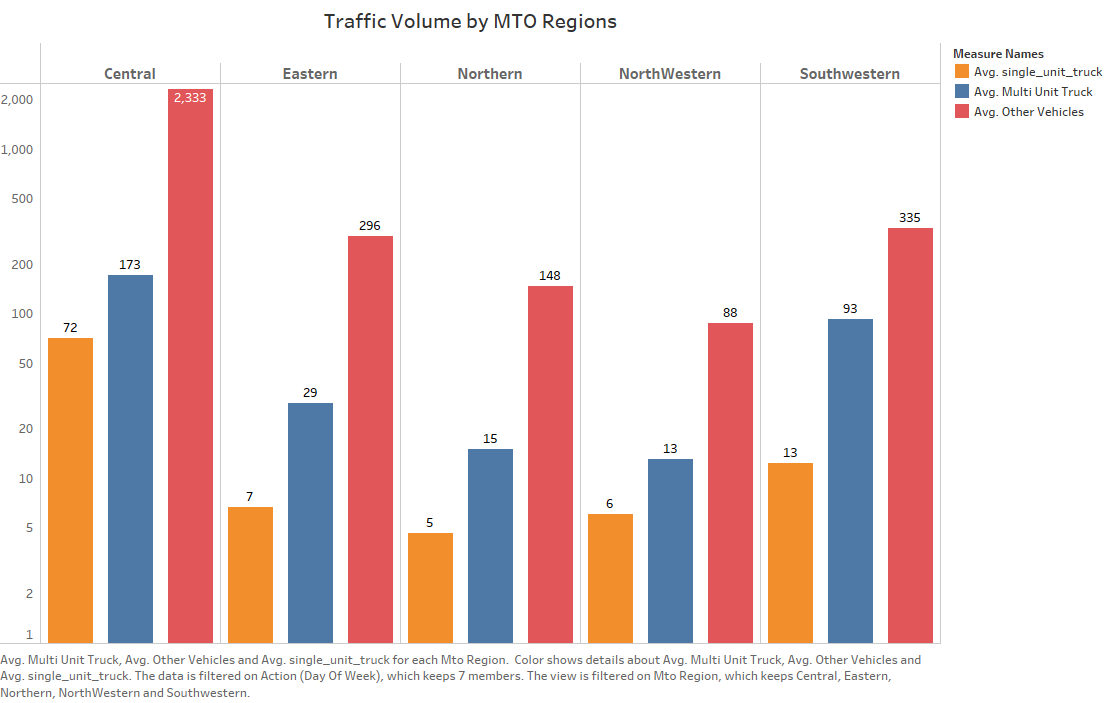 Traffic Volume by MTO Regions
Central Eastern Northern NorthWestern Southwestern
Measure Names
Avg. single_unit_truck
Avg. Multi Unit Truck
Avg. Other Vehicles
2,000
1,000
500
200
100
50
20
10
5
2
1
72 173 2,333
7 29 296
5 15 148
6 13 88
13 93 335
Avg. Multi Unit Truck, Avg. Other Vehicles and Avg. single_unit_truck for each Mto Region.  Color shows details about Avg. Multi Unit Truck, Avg. Other Vehicles and
Avg. single_unit_truck. The data is filtered on Action (Day Of Week), which keeps 7 members. The view is filtered on Mto Region, which keeps Central, Eastern,
Northern, NorthWestern and Southwestern.